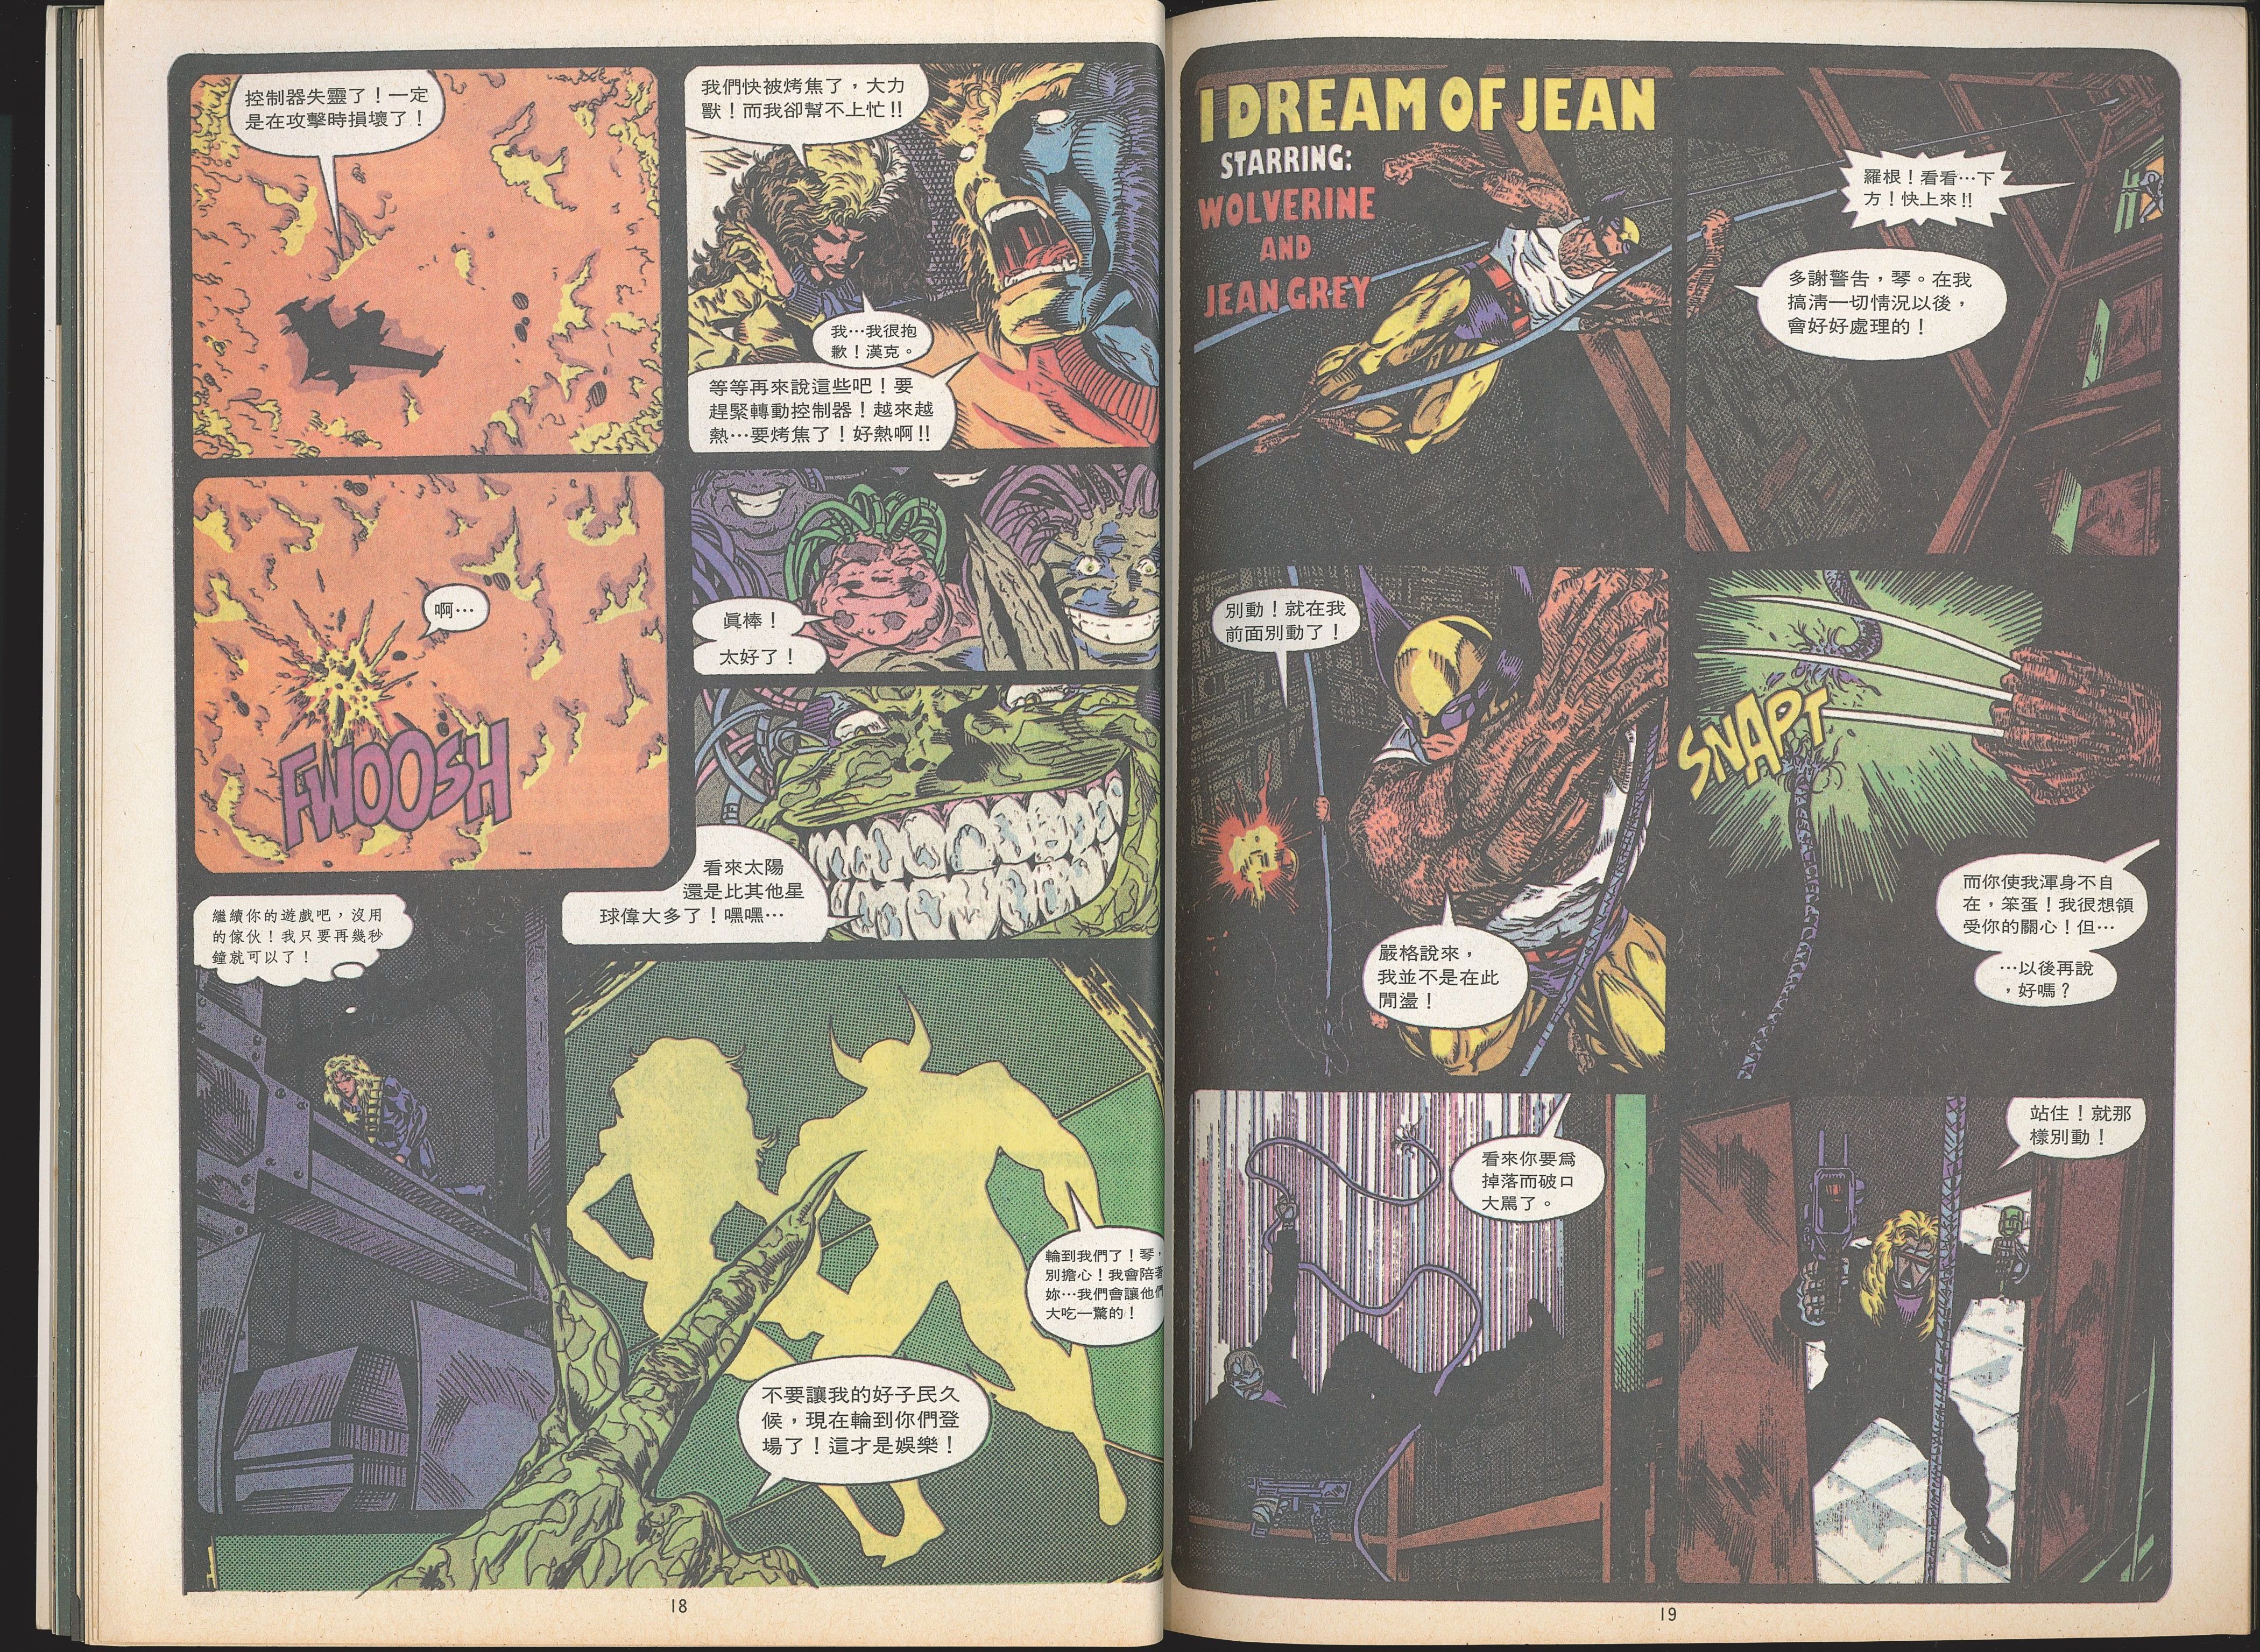 控制器失靈了！一定
是在攻擊時損壞了！
我們快被烤焦了，大力
獸！而我卻幫不上忙!!
我…我很抱
歉！漢克。
等等再來說這些吧！要
趕緊轉動控制器！越來越
熱…要烤焦了！好熱啊!!
啊…
FWOOSH
眞棒！
太好了！
看來太陽
還是比其他星
球偉大多了！嘿嘿…
繼續你的遊戲吧，沒用
的傢伙！我只要再幾秒
鐘就可以了！
輪到我們了！琴，
別擔心！我會陪著
妳…我們會讓他們
大吃一驚的！
不要讓我的好子民久
候，現在輪到你們登
場了！這才是娛樂！
18
I DREAM OF JEAN
STARRING:
WOLVERINE
AND
JEAN GREY
羅根！看看…下
方！快上來!!
多謝警告，琴。在我
搞淸一切情況以後，
會好好處理的！
別動！就在我
前面別動了！
嚴格說來，
我並不是在此
閒盪！
SNAPT
而你使我渾身不自
在，笨蛋！我很想領
受你的關心！但…
…以後再說
，好嗎？
看來你要爲
掉落而破口
大罵了。
站住！就那
樣別動！
19